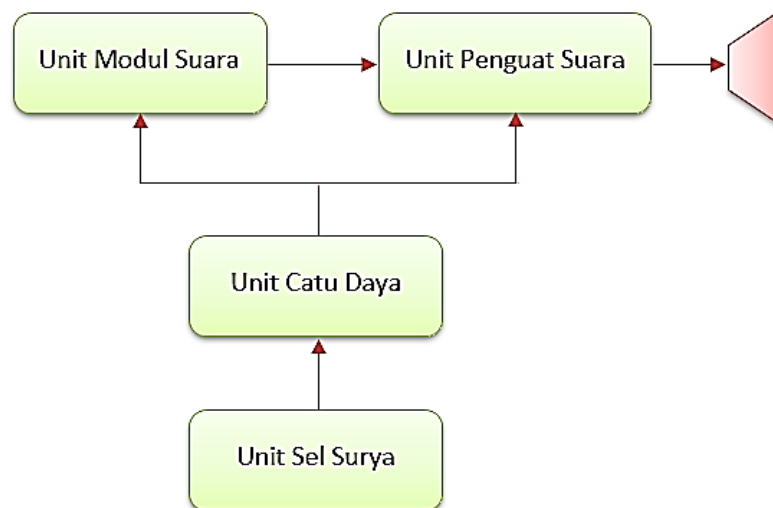 Unit Modul Suara
Unit Penguat Suara
Unit Catu Daya
Unit Sel Surya